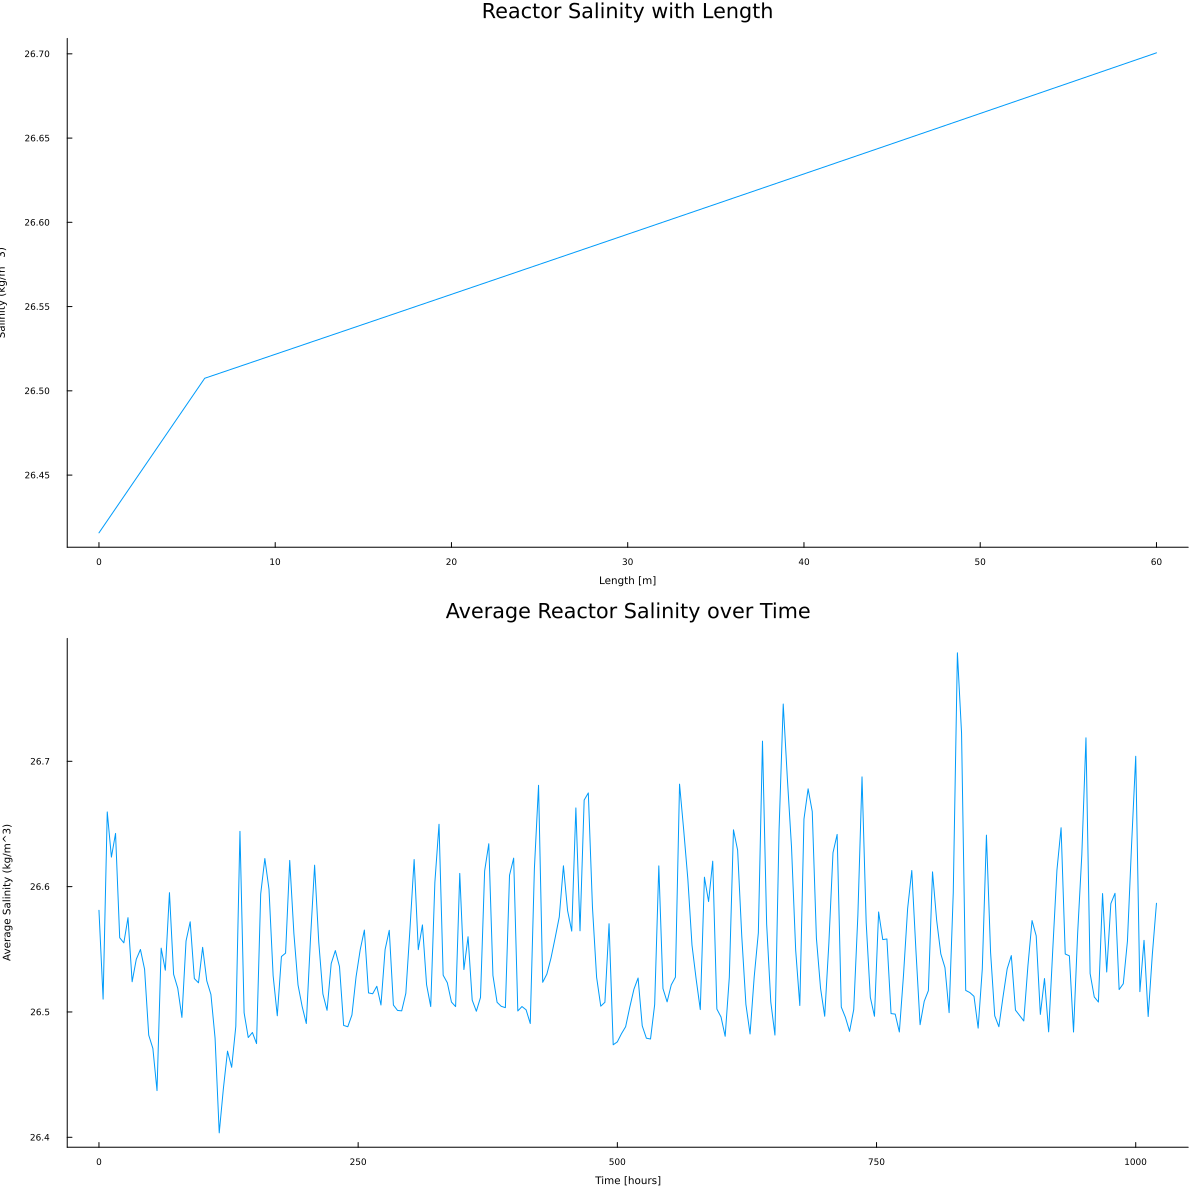 Reactor Salinity with Length
26.70
26.65
26.60
26.55
26.50
26.45
0 10 20 30 40 50 60
Length [m]
Average Reactor Salinity over Time
Average Salinity (kg/m^3)
26.7
26.6
26.5
26.4
0 250 500 750 1000
Time [hours]